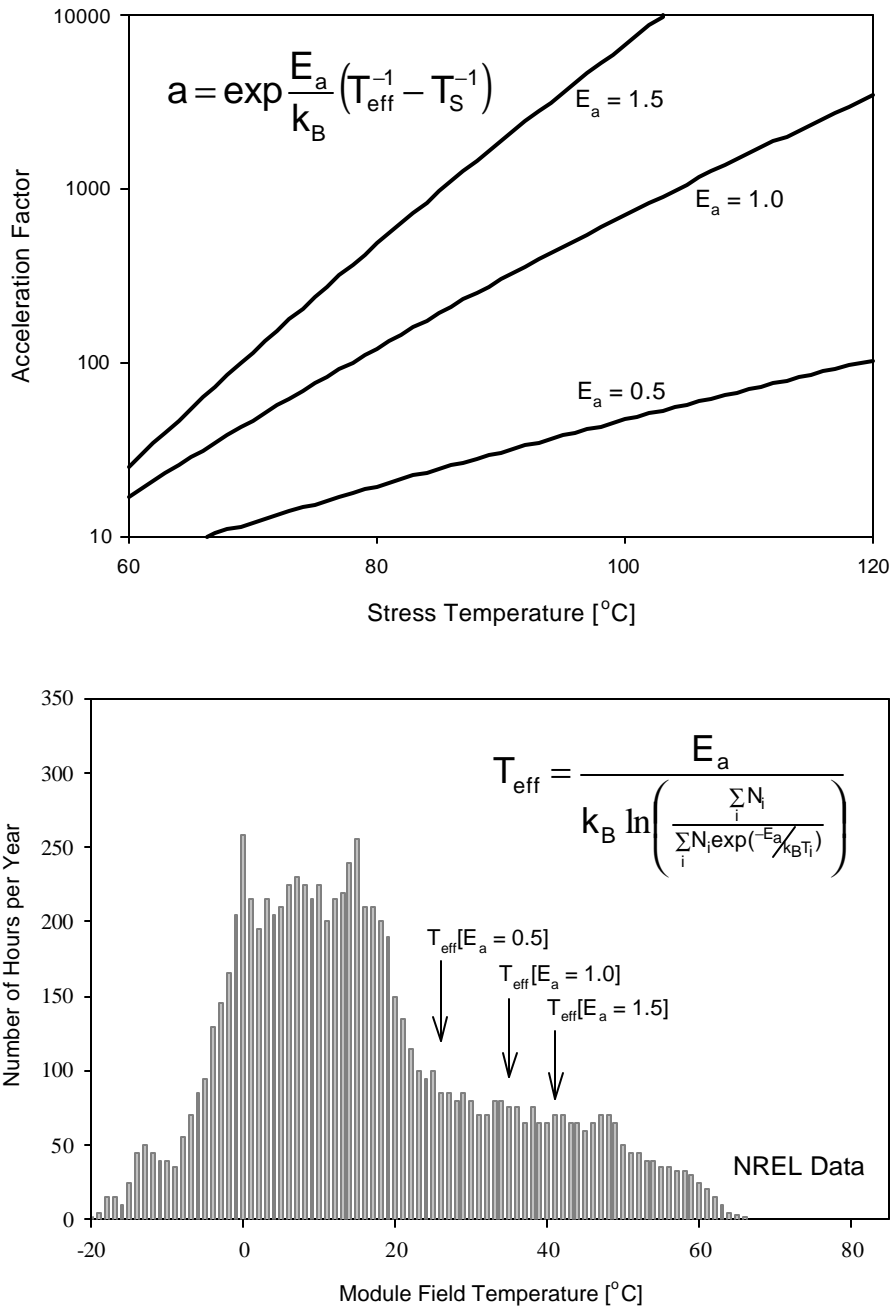 10000
1000
100
10
60
80
100
120
Acceleration Factor
Stress Temperature [°C]
a = exp E_a/k_B (T_eff^−1 − T_S^−1)
E_a = 1.5
E_a = 1.0
E_a = 0.5
350
300
250
200
150
100
50
0
-20
0
20
40
60
80
Number of Hours per Year
Module Field Temperature [°C]
T_eff = E_a / k_B ln( ∑_i N_i / ∑_i N_i exp(−E_a/k_B T_i) )
T_eff[E_a = 0.5]
T_eff[E_a = 1.0]
T_eff[E_a = 1.5]
NREL Data